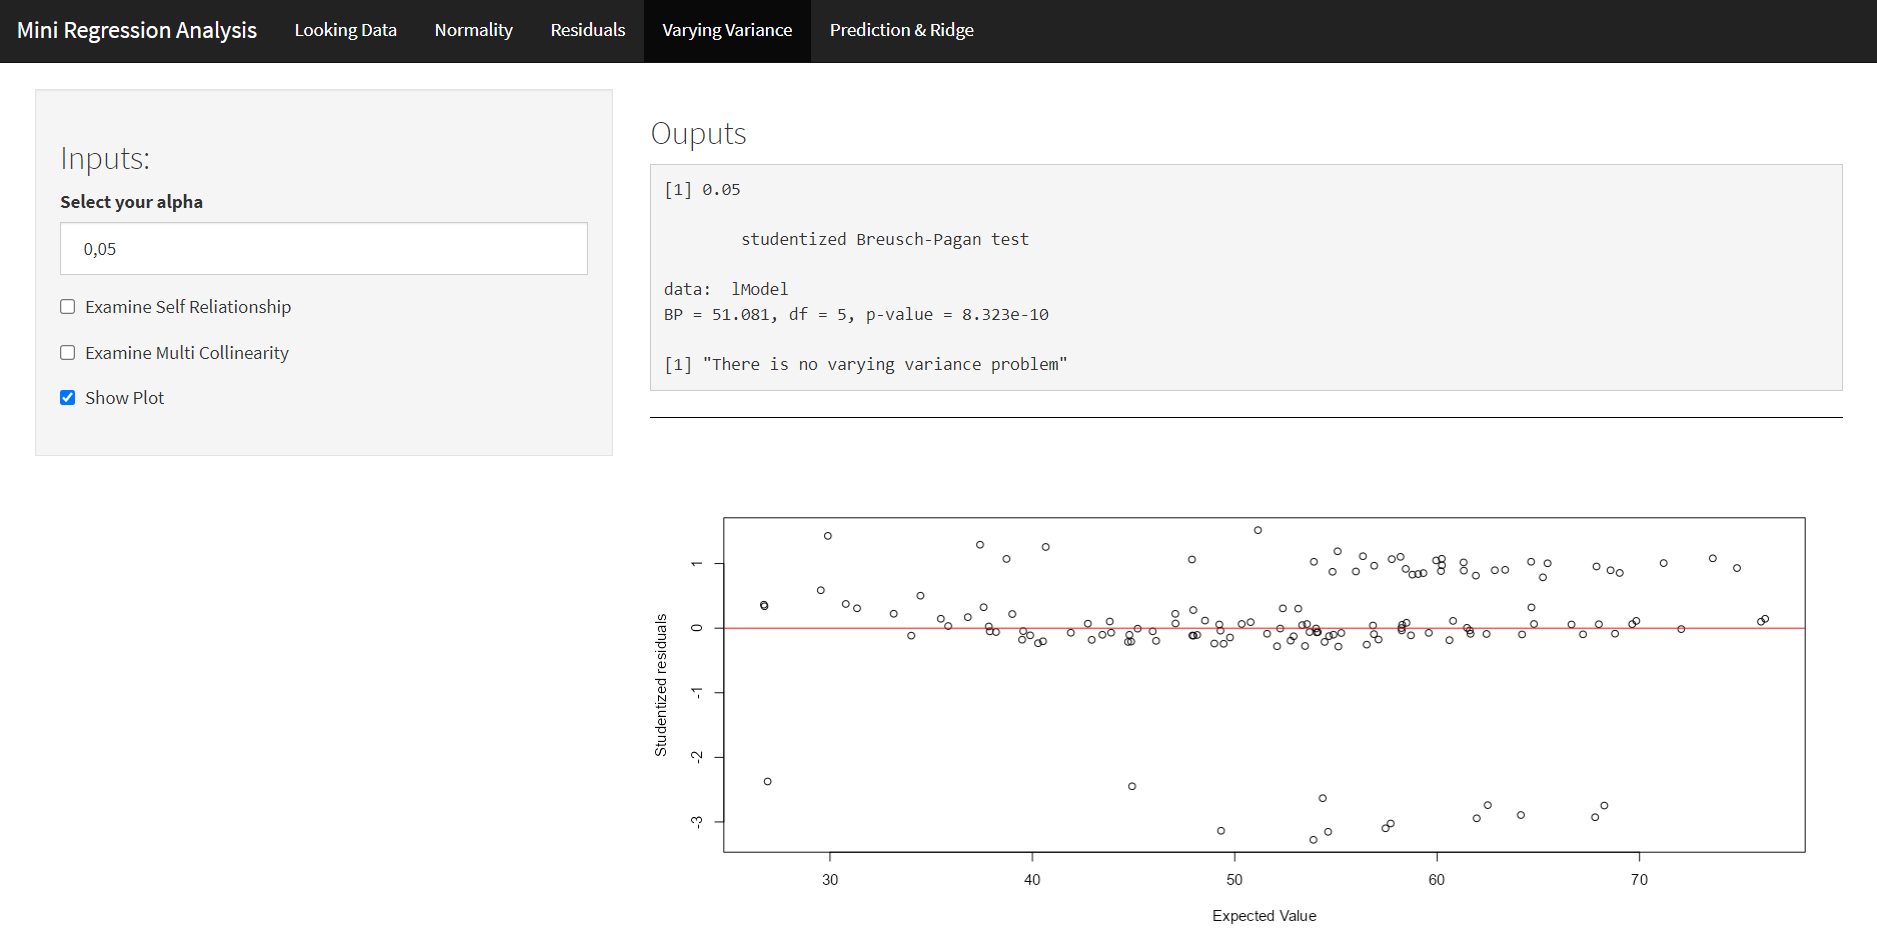 Mini Regression Analysis Looking Data Normality Residuals Varying Variance Prediction & Ridge
Inputs:
Select your alpha
0,05
Examine Self Reliationship
Examine Multi Collinearity
Show Plot
Ouputs
[1] 0.05
studentized Breusch-Pagan test
data: lModel
BP = 51.081, df = 5, p-value = 8.323e-10
[1] "There is no varying variance problem"
Studentized residuals
1
0
-1
-2
-3
30 40 50 60 70
Expected Value